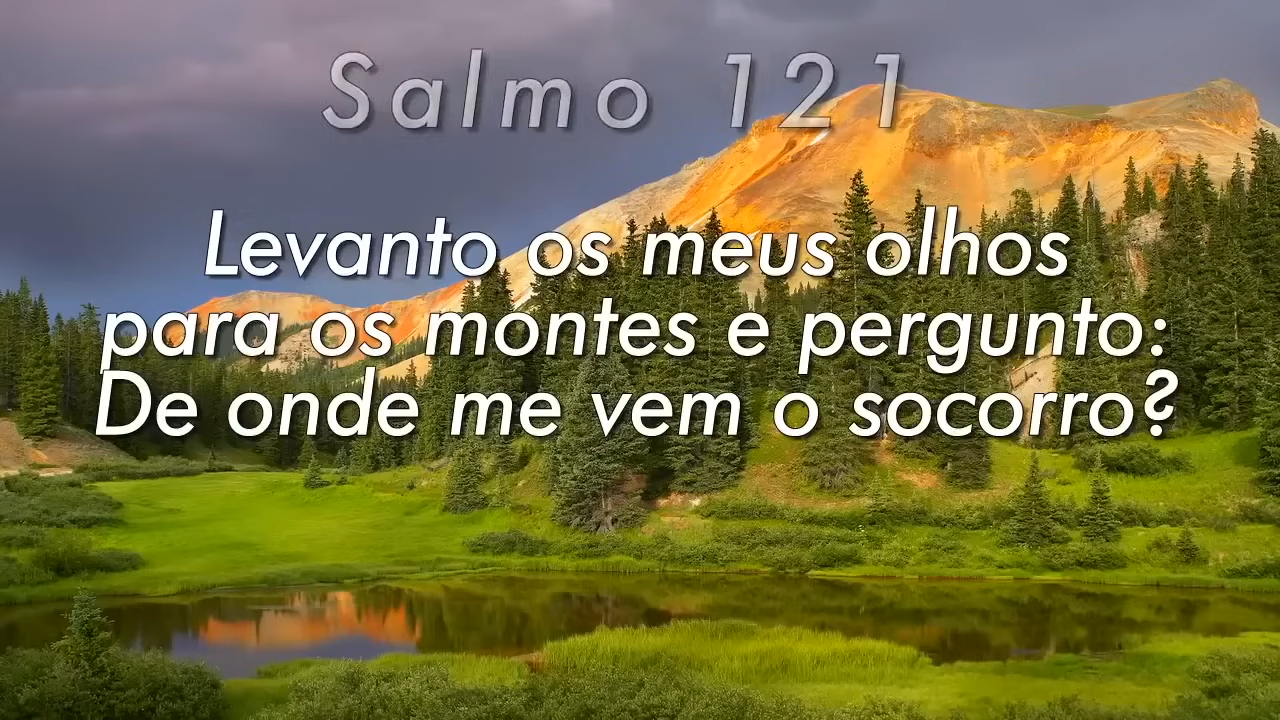 Salmo 121
Levanto os meus olhos
para os montes e pergunto:
De onde me vem o socorro?